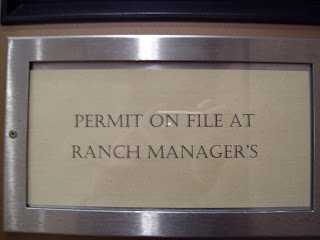 PERMIT ON FILE AT
RANCH MANAGER'S